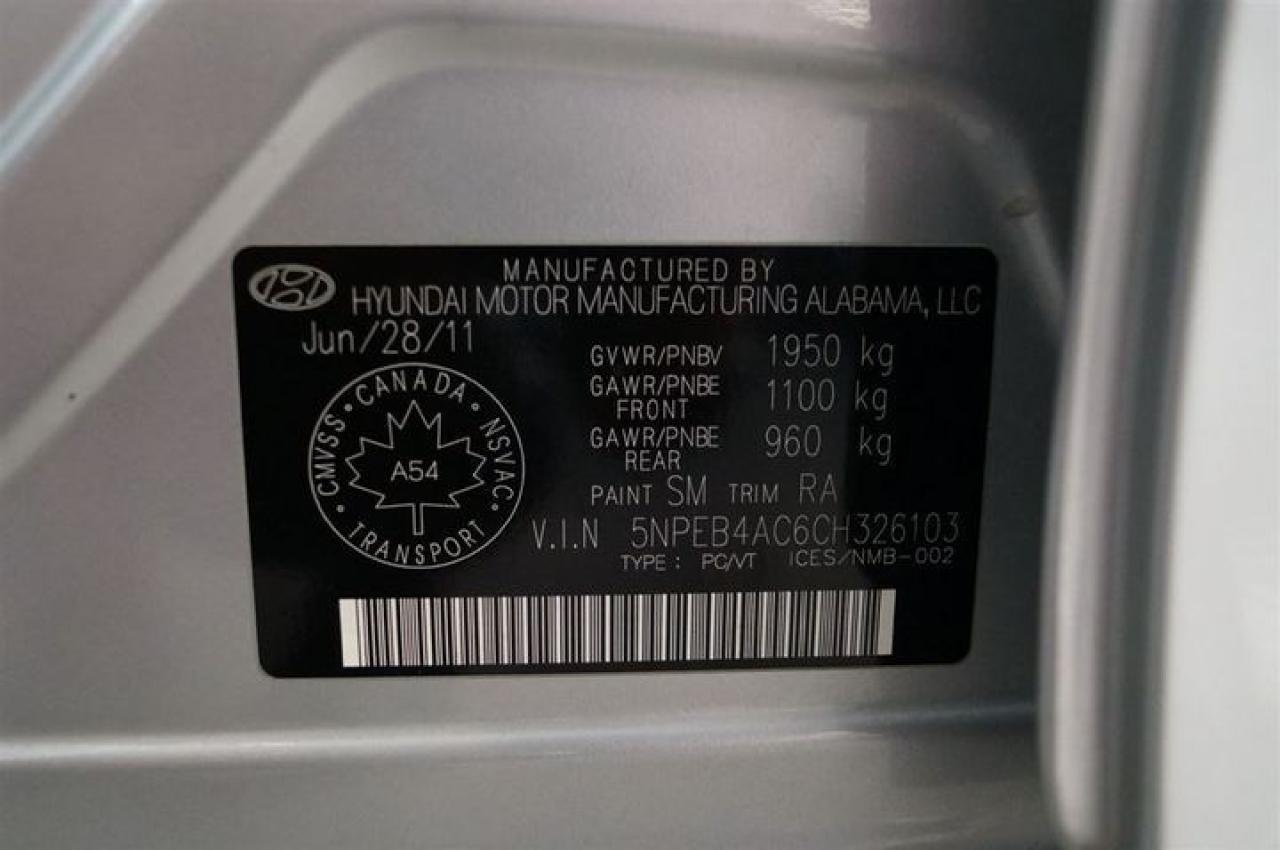 MANUFACTURED BY
HYUNDAI MOTOR MANUFACTURING ALABAMA, LLC
Jun/28/11
GVWR/PNBV 1950 kg
GAWR/PNBE FRONT 1100 kg
GAWR/PNBE REAR 960 kg
PAINT SM TRIM RA
V.I.N 5NPEB4AC6CH326103
TYPE : PC/VT ICES/NMB-002
CMVSS • CANADA • NSVAC • TRANSPORT •
A54